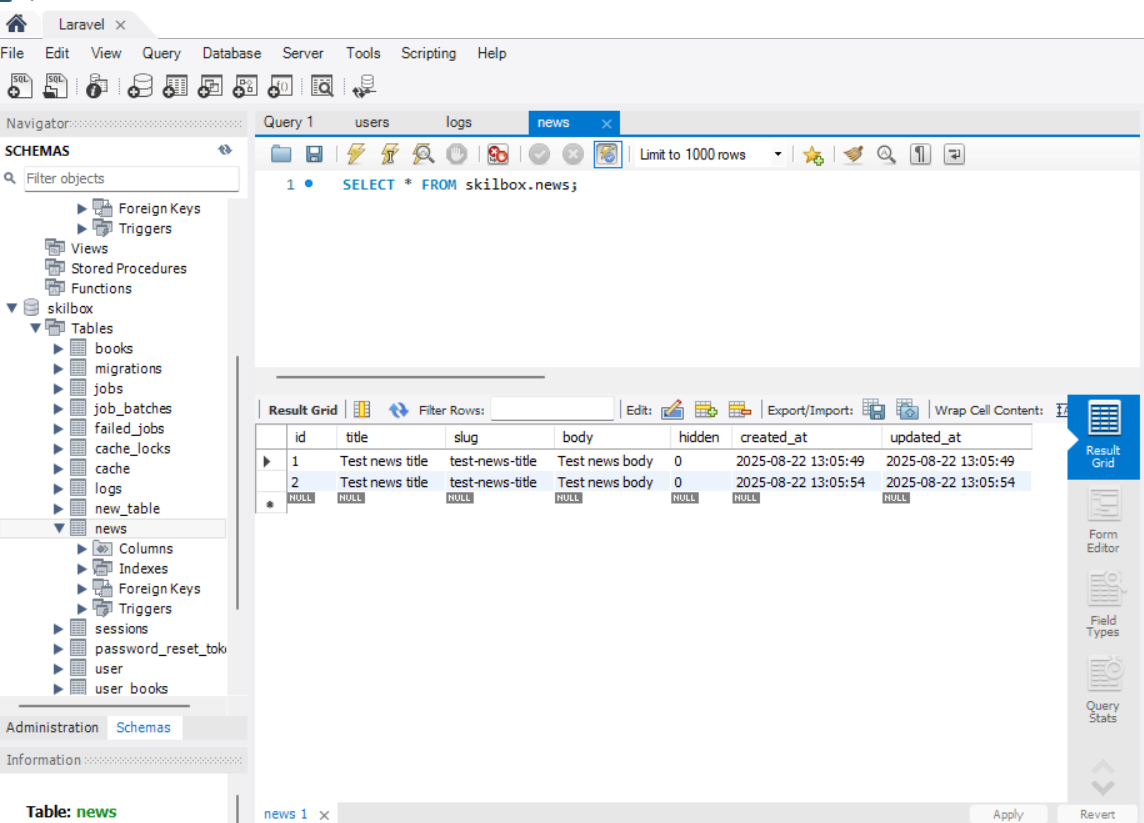 Laravel
File Edit View Query Database Server Tools Scripting Help
Navigator
SCHEMAS
Filter objects
Foreign Keys
Triggers
Views
Stored Procedures
Functions
skilbox
Tables
books
migrations
jobs
job_batches
failed_jobs
cache_locks
cache
logs
new_table
news
Columns
Indexes
Foreign Keys
Triggers
sessions
password_reset_tok
user
user_books
Administration Schemas
Information
Table: news
Query 1 users logs news
Limit to 1000 rows
1 SELECT * FROM skilbox.news;
Result Grid Filter Rows: Edit: Export/Import: Wrap Cell Content:
id title slug body hidden created_at updated_at
1 Test news title test-news-title Test news body 0 2025-08-22 13:05:49 2025-08-22 13:05:49
2 Test news title test-news-title Test news body 0 2025-08-22 13:05:54 2025-08-22 13:05:54
NULL NULL NULL NULL NULL NULL NULL
Result
Grid
Form
Editor
Field
Types
Query
Stats
news 1
Apply Revert